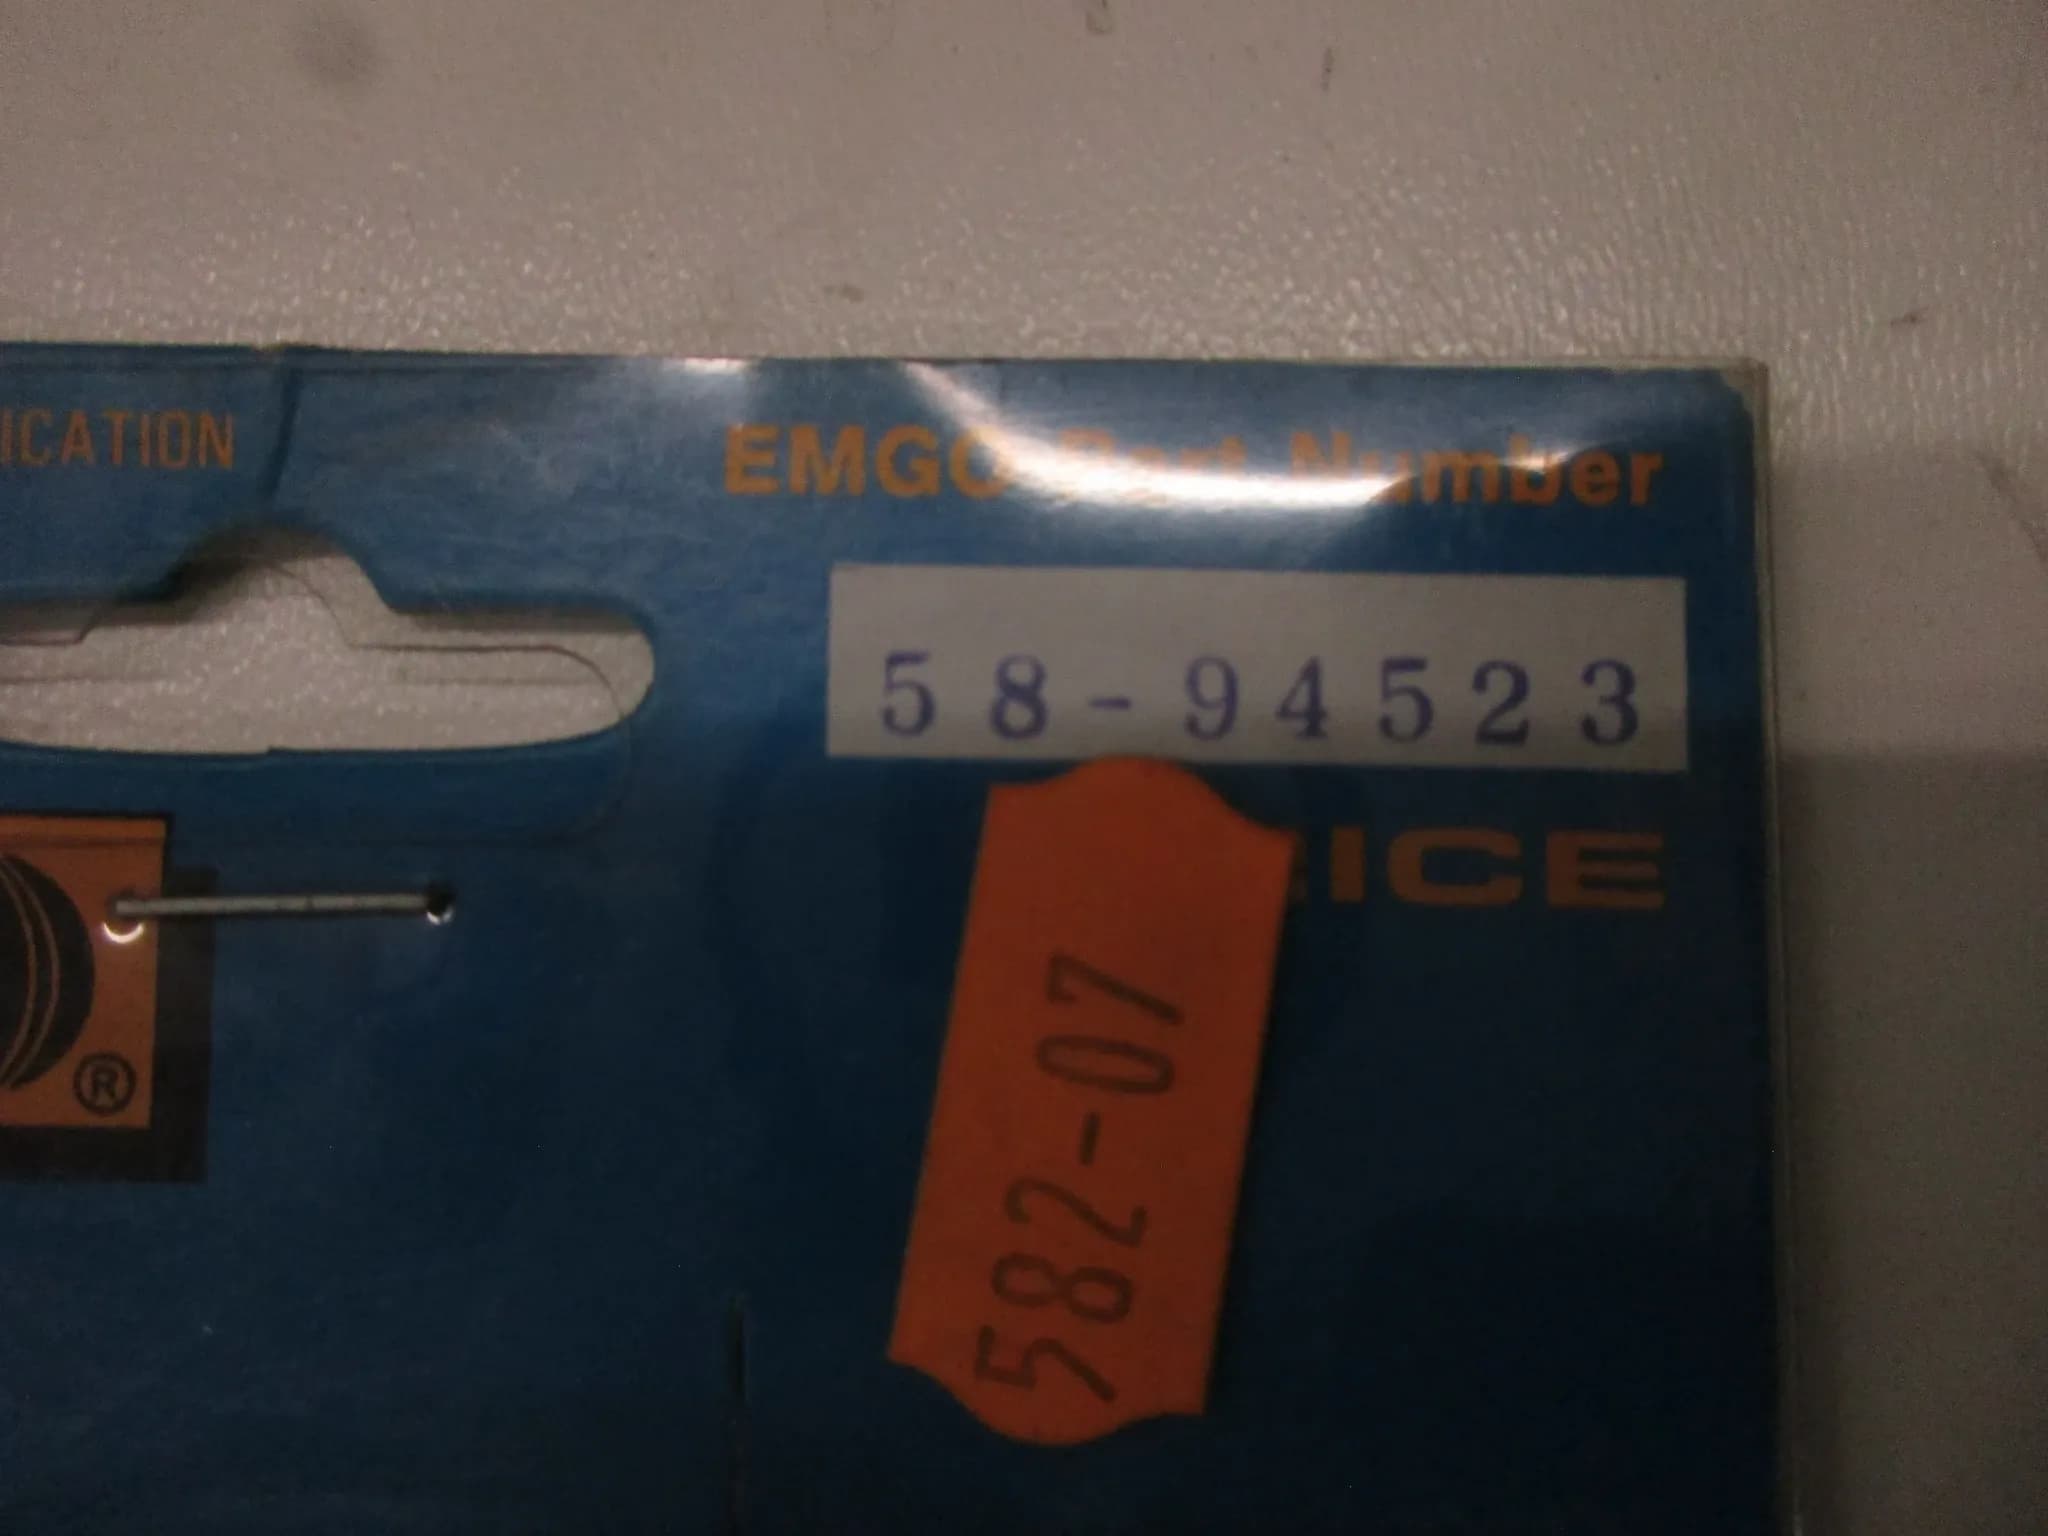 ICATION
EMGO Part Number
58-94523
ICE
582-07
®